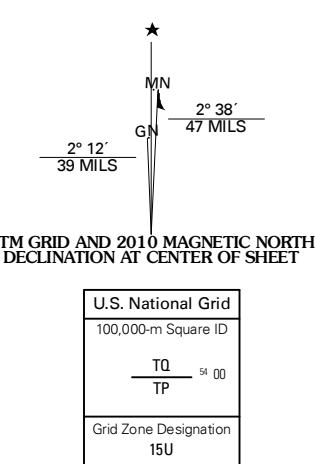 MN
2° 38´
47 MILS
GN
2° 12´
39 MILS
TM GRID AND 2010 MAGNETIC NORTH
DECLINATION AT CENTER OF SHEET
U.S. National Grid
100,000-m Square ID
TQ
54 00
TP
Grid Zone Designation
15U